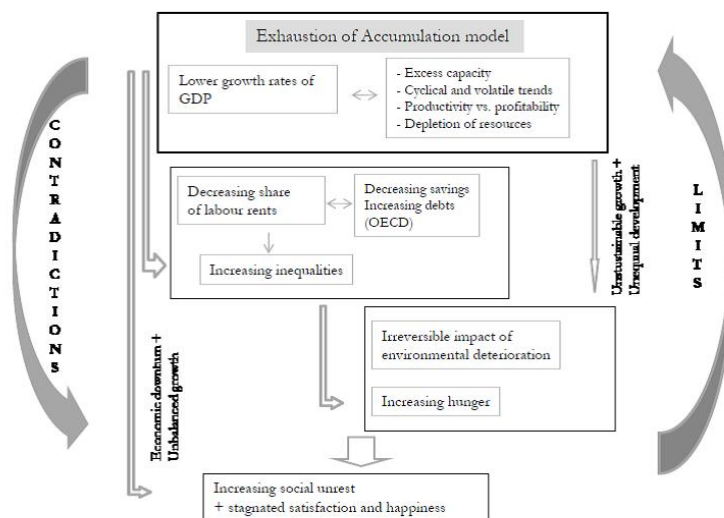 Exhaustion of Accumulation model
Lower growth rates of
GDP
- Excess capacity
- Cyclical and volatile trends
- Productivity vs. profitability
- Depletion of resources
CONTRADICTIONS
LIMITS
Unstustainable growth +
Unequal development
Decreasing share
of labour rents
Decreasing savings
Increasing debts
(OECD)
Increasing inequalities
Irreversible impact of
environmental deterioration
Increasing hunger
Economic downturn +
Unbalanced growth
Increasing social unrest
+ stagnated satisfaction and happiness